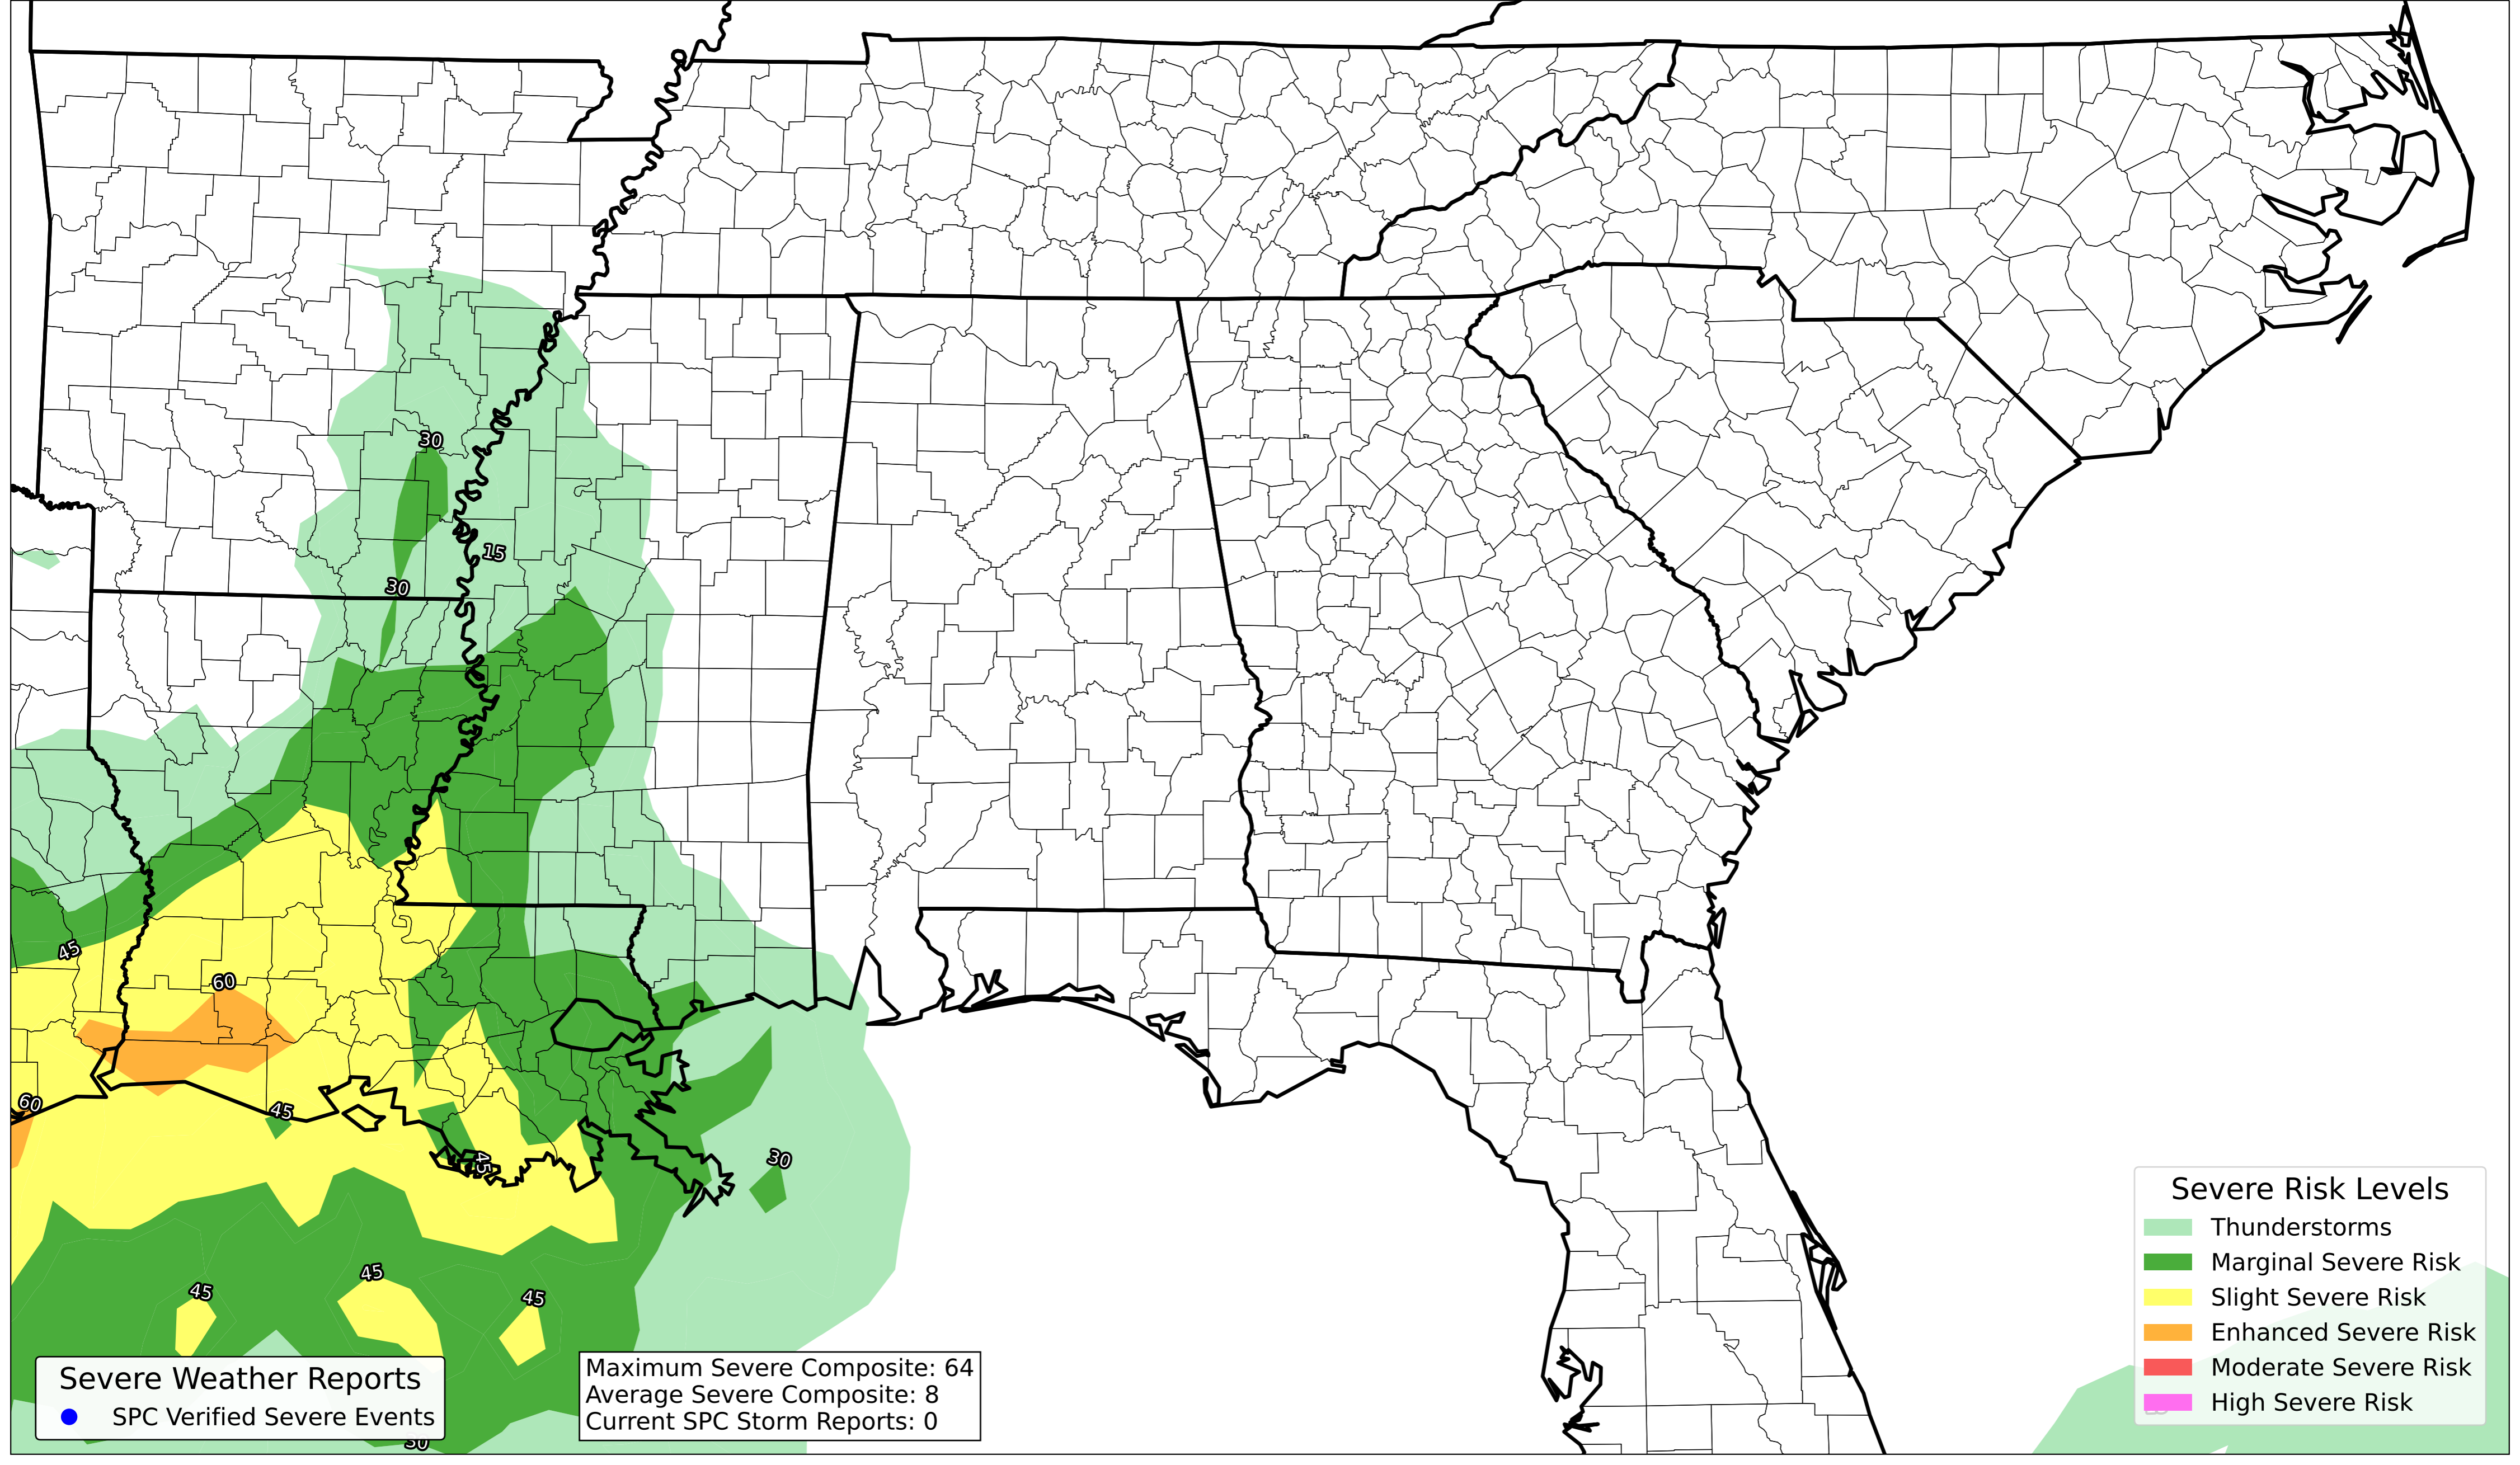 30
15
30
45
60
60
45
45
30
45
45
45
30
Severe Risk Levels
Thunderstorms
Marginal Severe Risk
Slight Severe Risk
Enhanced Severe Risk
Moderate Severe Risk
High Severe Risk
Severe Weather Reports
SPC Verified Severe Events
Maximum Severe Composite: 64
Average Severe Composite: 8
Current SPC Storm Reports: 0